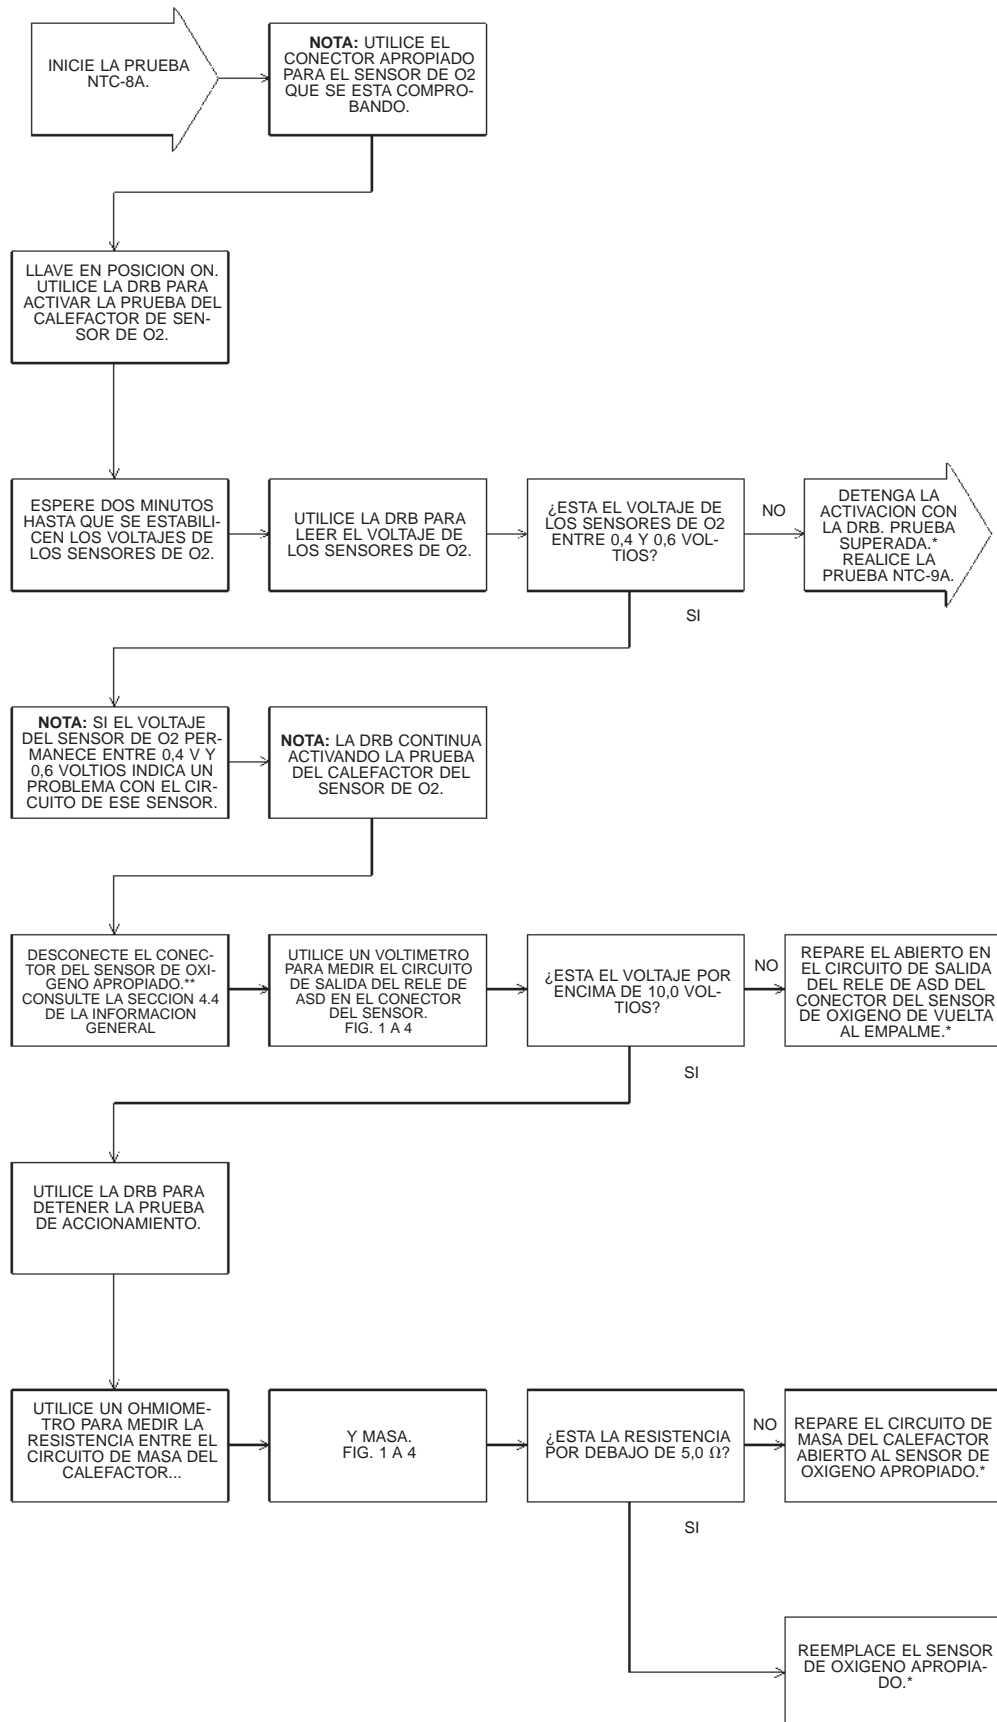 INICIE LA PRUEBA
NTC-8A.
NOTA: UTILICE EL
CONECTOR APROPIADO
PARA EL SENSOR DE O2
QUE SE ESTA COMPRO-
BANDO.
LLAVE EN POSICION ON.
UTILICE LA DRB PARA
ACTIVAR LA PRUEBA DEL
CALEFACTOR DE SEN-
SOR DE O2.
ESPERE DOS MINUTOS
HASTA QUE SE ESTABILI-
CEN LOS VOLTAJES DE
LOS SENSORES DE O2.
UTILICE LA DRB PARA
LEER EL VOLTAJE DE
LOS SENSORES DE O2.
¿ESTA EL VOLTAJE DE
LOS SENSORES DE O2
ENTRE 0,4 Y 0,6 VOL-
TIOS?
NO
DETENGA LA
ACTIVACION CON
LA DRB. PRUEBA
SUPERADA.*
REALICE LA
PRUEBA NTC-9A.
SI
NOTA: SI EL VOLTAJE
DEL SENSOR DE O2 PER-
MANECE ENTRE 0,4 V Y
0,6 VOLTIOS INDICA UN
PROBLEMA CON EL CIR-
CUITO DE ESE SENSOR.
NOTA: LA DRB CONTINUA
ACTIVANDO LA PRUEBA
DEL CALEFACTOR DEL
SENSOR DE O2.
DESCONECTE EL CONEC-
TOR DEL SENSOR DE OXI-
GENO APROPIADO.**
CONSULTE LA SECCION 4.4
DE LA INFORMACION
GENERAL
UTILICE UN VOLTIMETRO
PARA MEDIR EL CIRCUITO
DE SALIDA DEL RELE DE
ASD EN EL CONECTOR
DEL SENSOR.
FIG. 1 A 4
¿ESTA EL VOLTAJE POR
ENCIMA DE 10,0 VOL-
TIOS?
NO
REPARE EL ABIERTO EN
EL CIRCUITO DE SALIDA
DEL RELE DE ASD DEL
CONECTOR DEL SENSOR
DE OXIGENO DE VUELTA
AL EMPALME.*
SI
UTILICE LA DRB PARA
DETENER LA PRUEBA
DE ACCIONAMIENTO.
UTILICE UN OHMIOME-
TRO PARA MEDIR LA
RESISTENCIA ENTRE EL
CIRCUITO DE MASA DEL
CALEFACTOR...
Y MASA.
FIG. 1 A 4
¿ESTA LA RESISTENCIA
POR DEBAJO DE 5,0 Ω?
NO
REPARE EL CIRCUITO DE
MASA DEL CALEFACTOR
ABIERTO AL SENSOR DE
OXIGENO APROPIADO.*
SI
REEMPLACE EL SENSOR
DE OXIGENO APROPIA-
DO.*